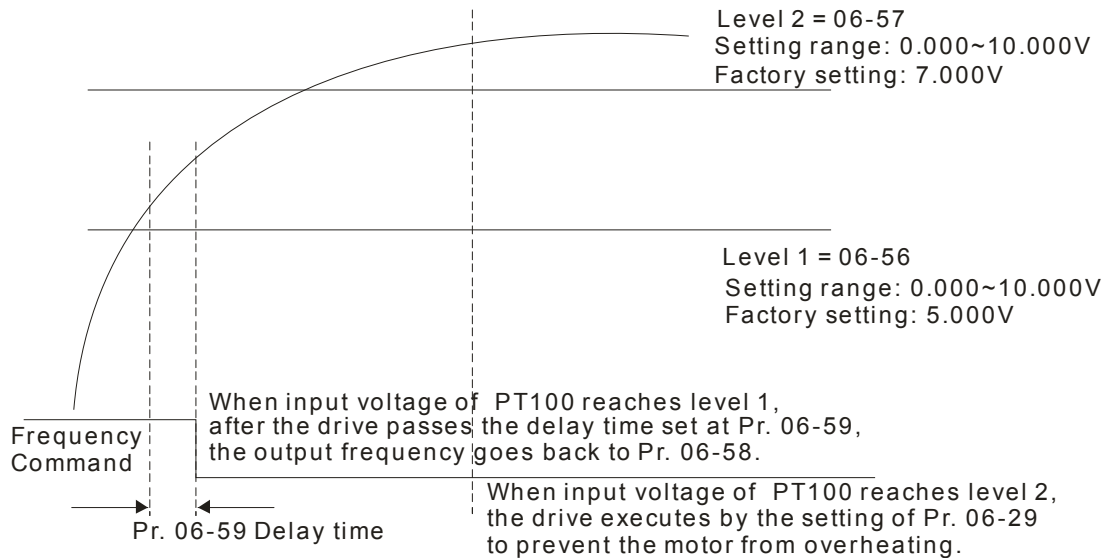 Level 2 = 06-57
Setting range: 0.000~10.000V
Factory setting: 7.000V
Level 1 = 06-56
Setting range: 0.000~10.000V
Factory setting: 5.000V
When input voltage of PT100 reaches level 1,
after the drive passes the delay time set at Pr. 06-59,
the output frequency goes back to Pr. 06-58.
Frequency
Command
When input voltage of PT100 reaches level 2,
the drive executes by the setting of Pr. 06-29
to prevent the motor from overheating.
Pr. 06-59 Delay time